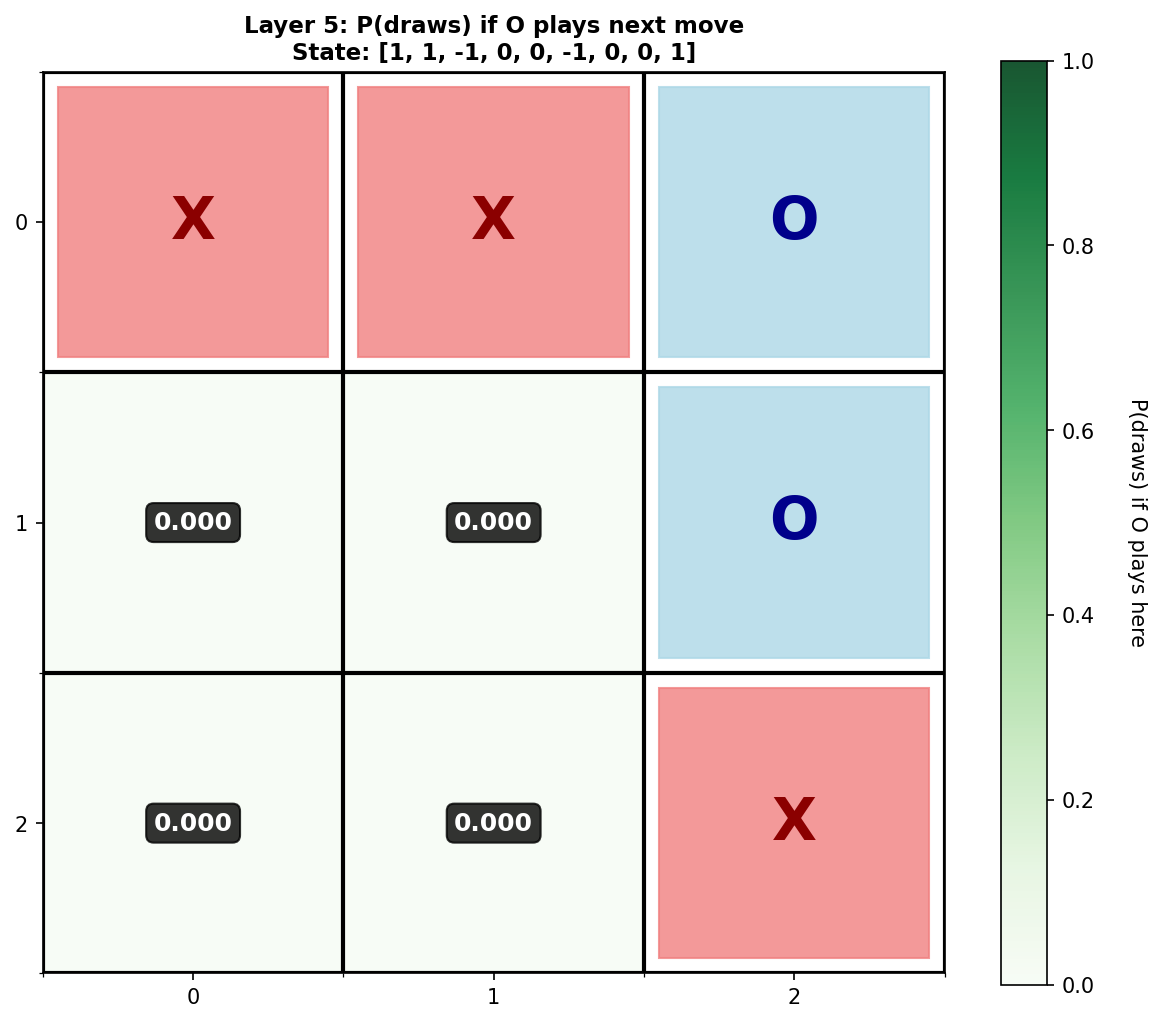 Layer 5: P(draws) if O plays next move
State: [1, 1, -1, 0, 0, -1, 0, 0, 1]
X X O
0.000 0.000 O
0.000 0.000 X
0
1
2
0 1 2
1.0
0.8
0.6
0.4
0.2
0.0
P(draws) if O plays here